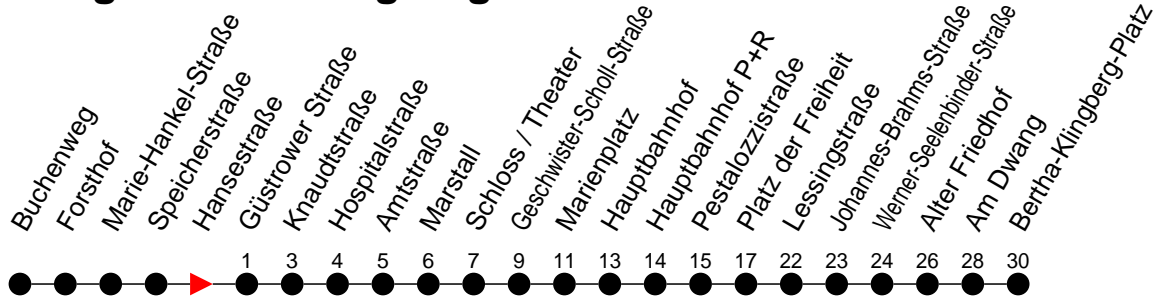 Buchenweg
Forsthof
Marie-Hankel-Straße
Speicherstraße
Hansestraße
Güstrower Straße
Knaudtstraße
Hospitalstraße
Amtstraße
Marstall
Schloss / Theater
Geschwister-Scholl-Straße
Marienplatz
Hauptbahnhof
Hauptbahnhof P+R
Pestalozzistraße
Platz der Freiheit
Lessingstraße
Johannes-Brahms-Straße
Werner-Seelenbinder-Straße
Alter Friedhof
Am Dwang
Bertha-Klingberg-Platz
1 3 4 5 6 7 9 11 13 14 15 17 22 23 24 26 28 30